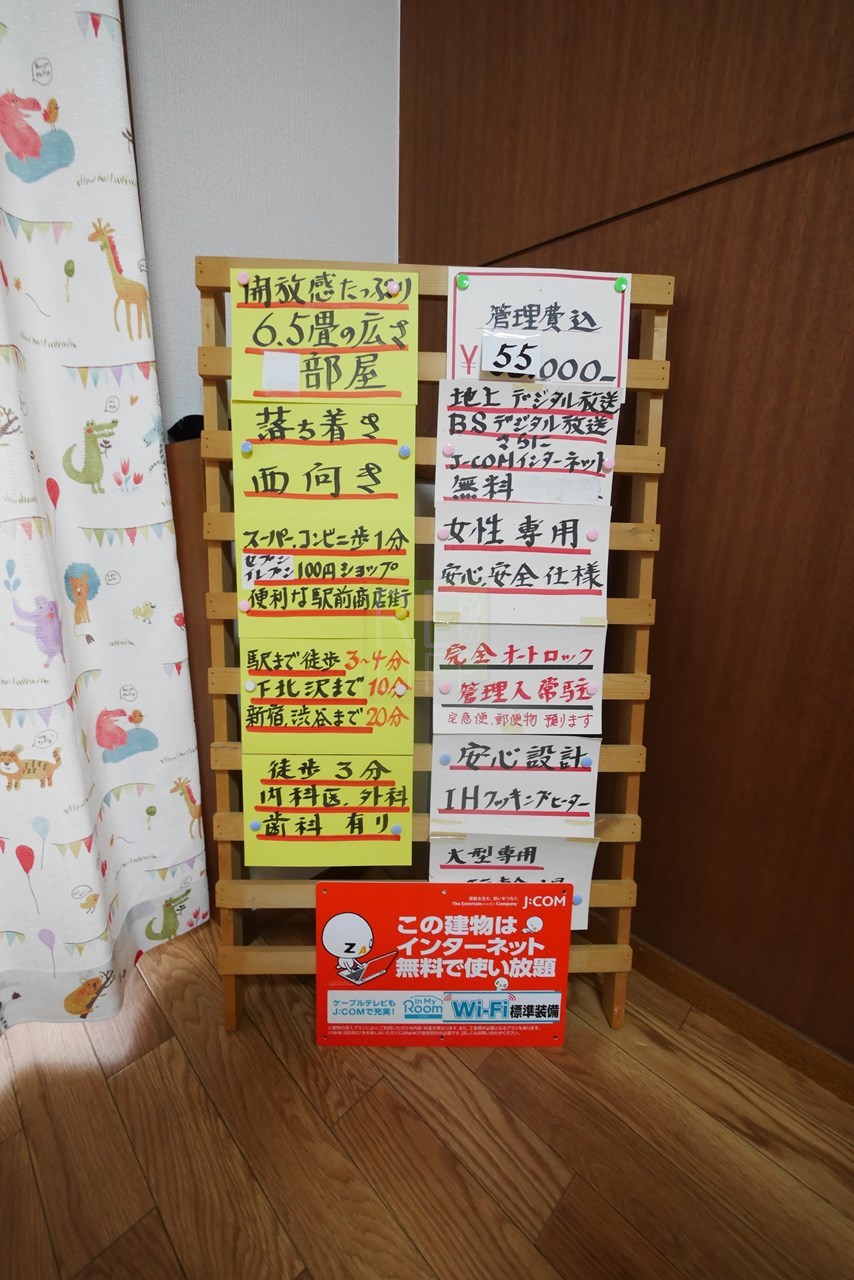 開放感たっぷり
6.5畳の広さ
部屋
落ち着き
西向き
スーパー、コンビニ歩1分
セブンイレブン 100円ショップ
便利な駅前商店街
駅まで徒歩3〜4分
下北沢まで10分
新宿、渋谷まで20分
徒歩3分
内科医、外科
歯科有り
管理費込
¥55,000-
地上デジタル放送
BSデジタル放送
さらに
J-COMインターネット
無料
女性専用
安心、安全仕様
完全オートロック
管理人常駐
宅急便、郵便物預ります
安心設計
IHクッキングヒーター
大型専用
J:COM
The Entertainmedia Company
この建物は
インターネット
無料で使い放題
ケーブルテレビも
J:COMで充実!
In My Room
Wi-Fi標準装備